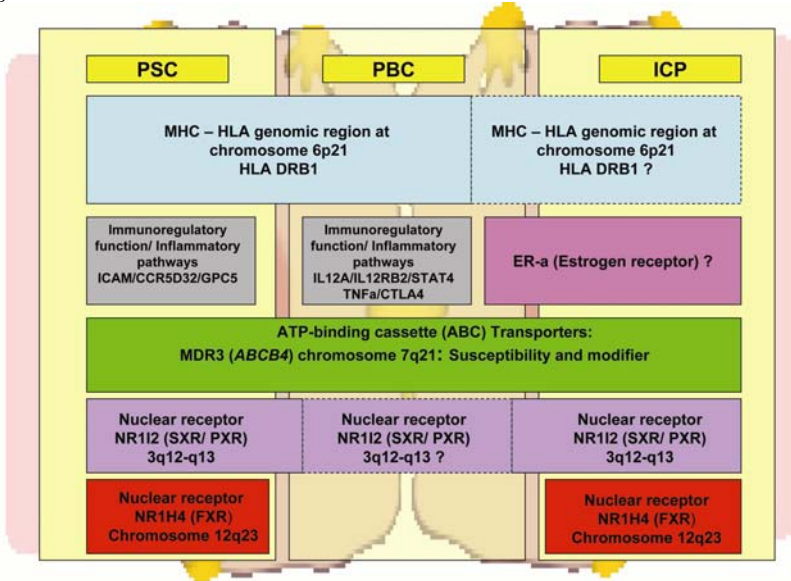 PSC
PBC
ICP
MHC – HLA genomic region at
chromosome 6p21
HLA DRB1
MHC – HLA genomic region at
chromosome 6p21
HLA DRB1 ?
Immunoregulatory
function/ Inflammatory
pathways
ICAM/CCR5D32/GPC5
Immunoregulatory
function/ Inflammatory
pathways
IL12A/IL12RB2/STAT4
TNFa/CTLA4
ER-a (Estrogen receptor) ?
ATP-binding cassette (ABC) Transporters:
MDR3 (ABCB4) chromosome 7q21: Susceptibility and modifier
Nuclear receptor
NR1I2 (SXR/ PXR)
3q12-q13
Nuclear receptor
NR1I2 (SXR/ PXR)
3q12-q13 ?
Nuclear receptor
NR1I2 (SXR/ PXR)
3q12-q13
Nuclear receptor
NR1H4 (FXR)
Chromosome 12q23
Nuclear receptor
NR1H4 (FXR)
Chromosome 12q23